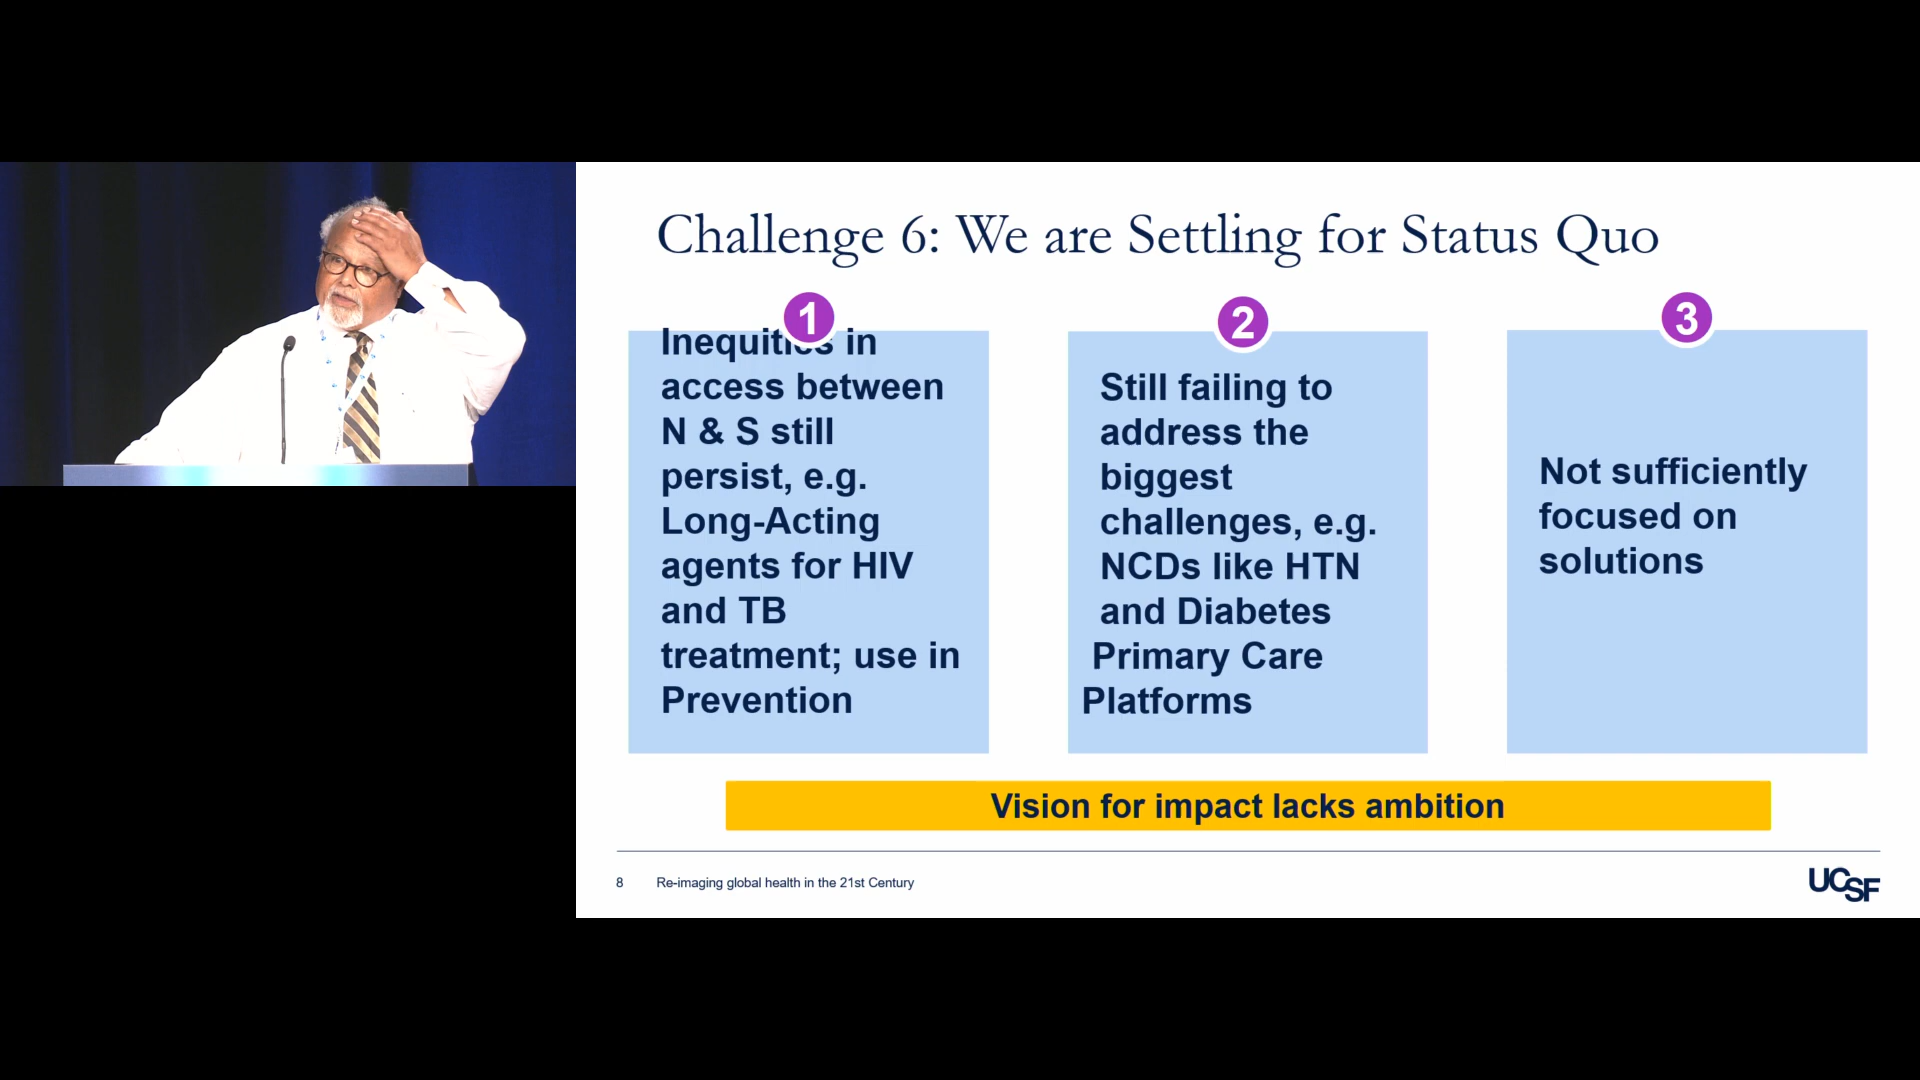 Challenge 6: We are Settling for Status Quo
1
Inequities in
access between
N & S still
persist, e.g.
Long-Acting
agents for HIV
and TB
treatment; use in
Prevention
2
Still failing to
address the
biggest
challenges, e.g.
NCDs like HTN
and Diabetes
Primary Care
Platforms
3
Not sufficiently
focused on
solutions
Vision for impact lacks ambition
8 Re-imaging global health in the 21st Century
UCSF